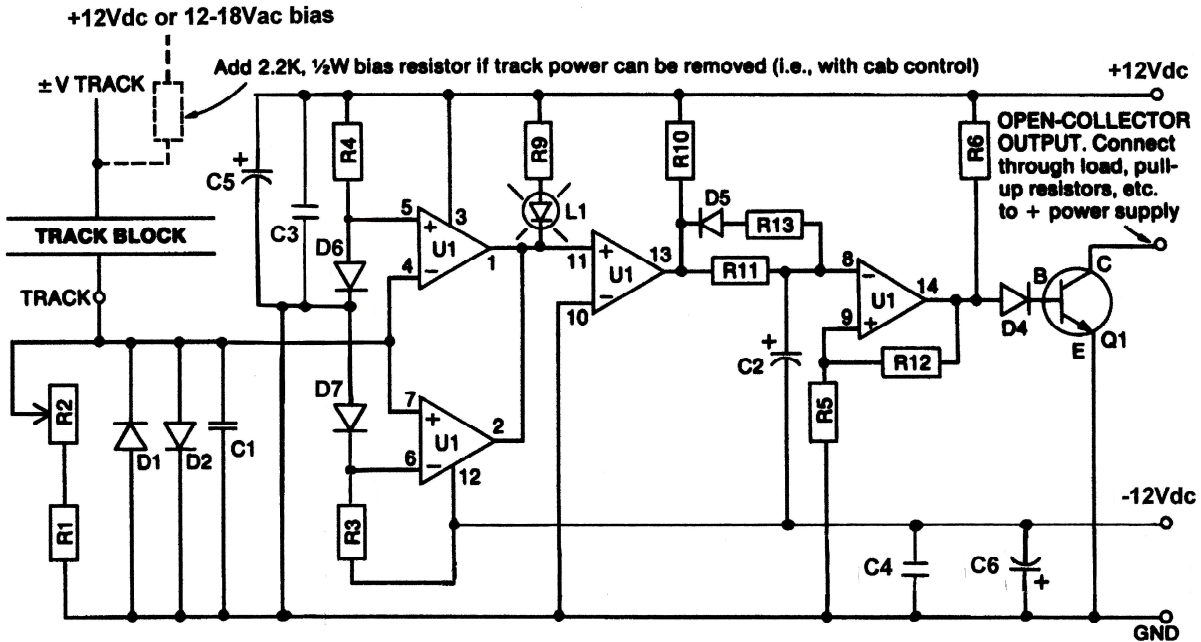 +12Vdc or 12-18Vac bias
Add 2.2K, ½W bias resistor if track power can be removed (i.e., with cab control)
±V TRACK
+12Vdc
OPEN-COLLECTOR
OUTPUT. Connect
through load, pull-
up resistors, etc.
to + power supply
TRACK BLOCK
TRACK
R4
R9
R10
R6
C5
+
C3
D6
L1
D5
R13
5
+
3
U1
4
−
1
11
+
U1
13
−
10
R11
8
−
U1
14
9
+
R12
B
C
D4
E
Q1
C2
+
R5
D7
7
+
U1
2
6
−
12
R2
D1
D2
C1
R1
R3
-12Vdc
C4
C6
+
GND